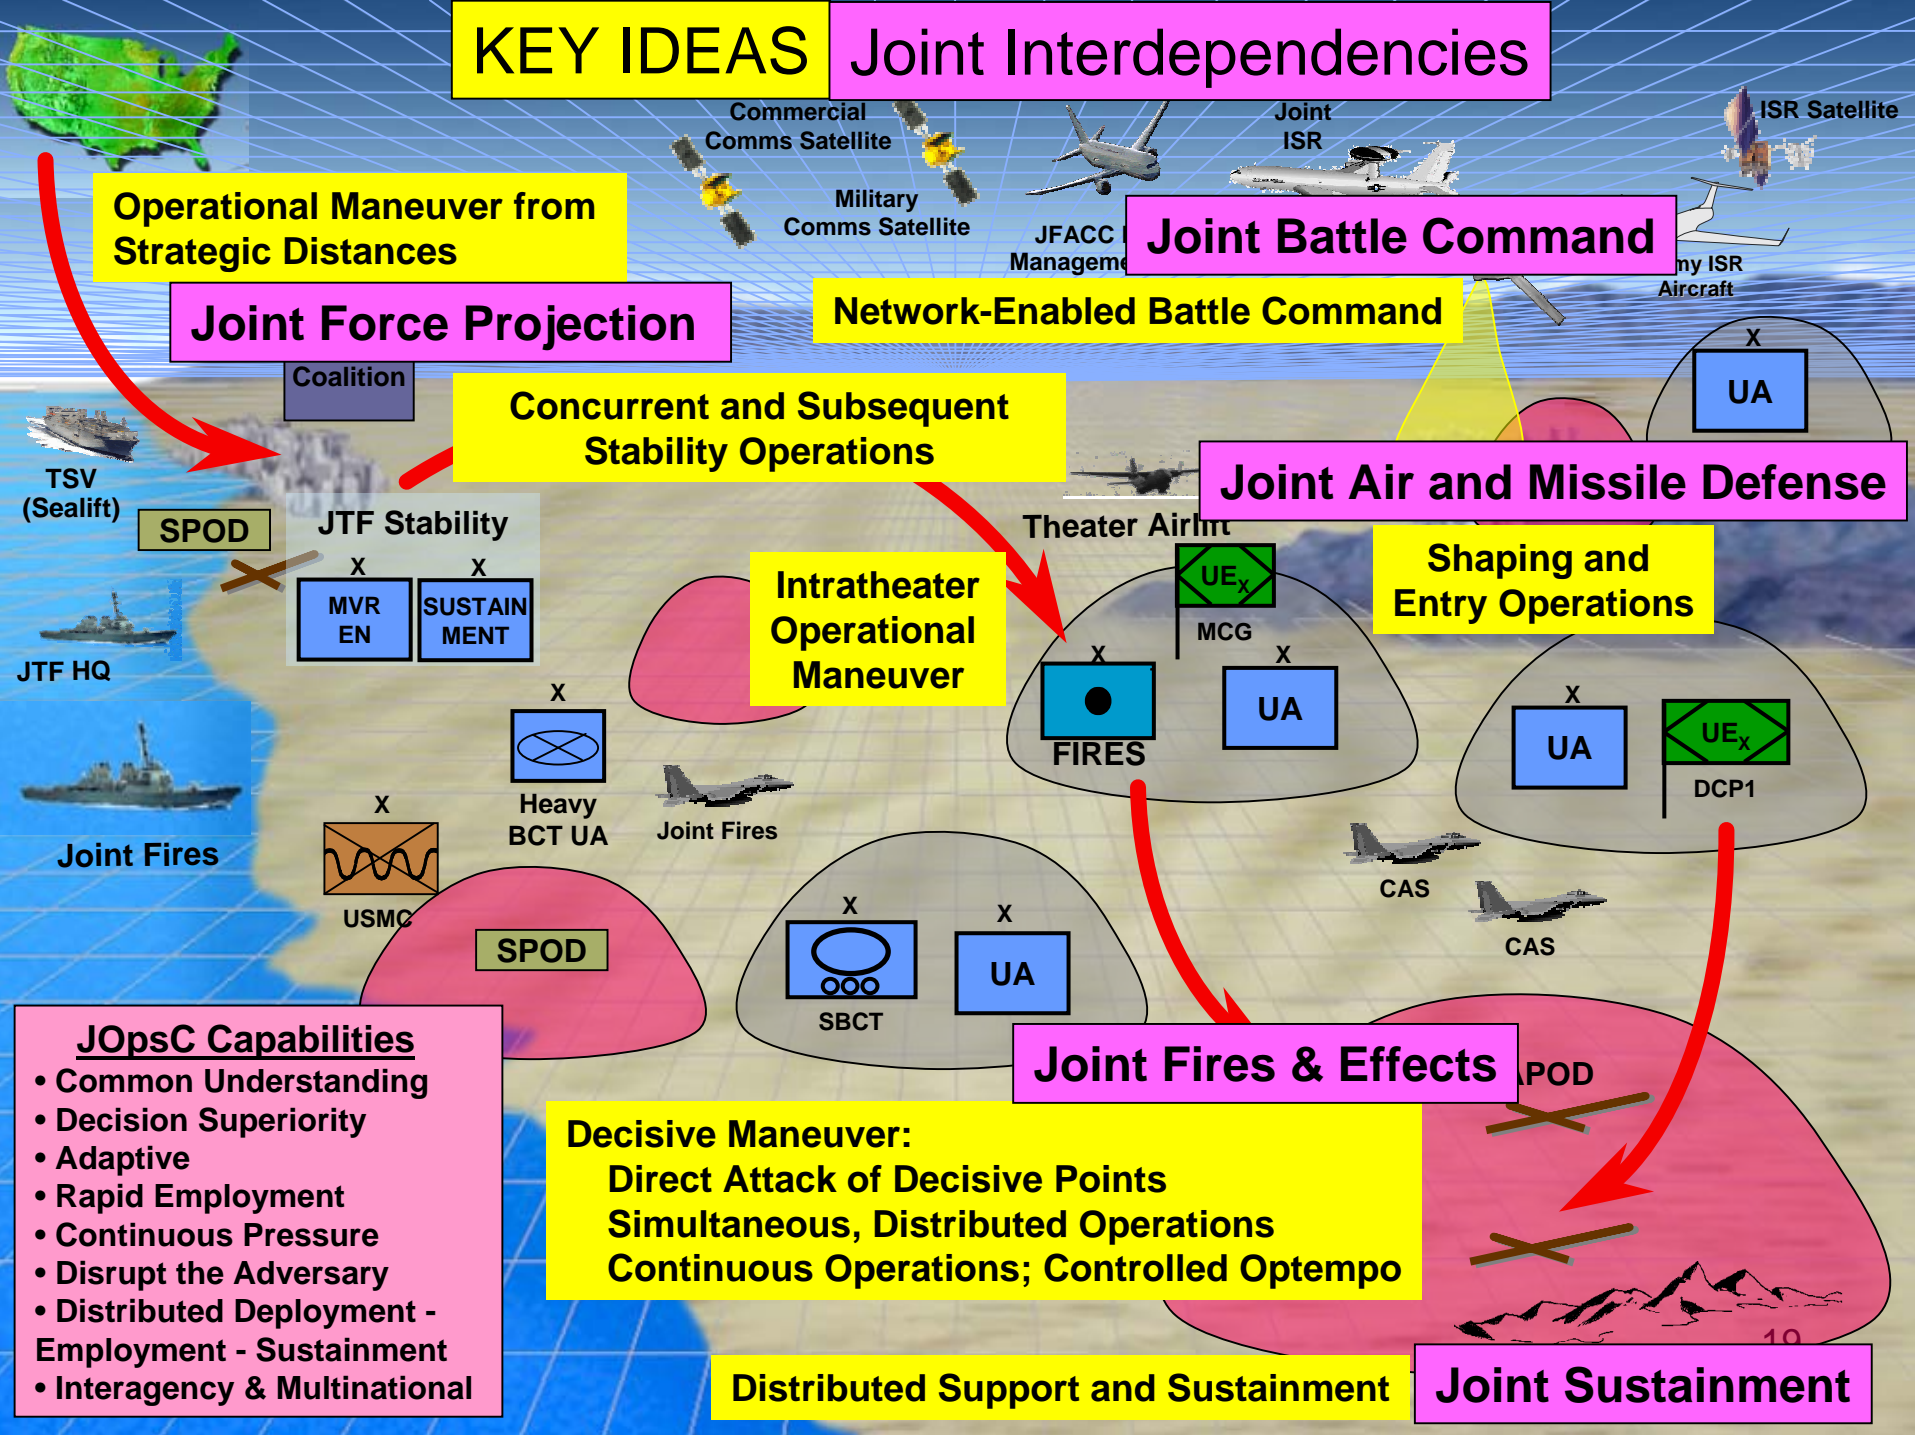 KEY IDEAS
Joint Interdependencies
Commercial
Comms Satellite
Military
Comms Satellite
Joint
ISR
ISR Satellite
Operational Maneuver from
Strategic Distances
JFACC
Joint Battle Command
ISR
Aircraft
Joint Force Projection
Network-Enabled Battle Command
Coalition
X
UA
Concurrent and Subsequent
Stability Operations
TSV
(Sealift)
SPOD
JTF Stability
X
MVR
EN
X
SUSTAIN
MENT
Joint Air and Missile Defense
Theater Airlift
Shaping and
Entry Operations
Intratheater
Operational
Maneuver
UEX
MCG
X
FIRES
X
UA
JTF HQ
X
UA
UEX
DCP1
X
Heavy
BCT UA
Joint Fires
Joint Fires
X
USMC
CAS
CAS
SPOD
X
SBCT
X
UA
JOpsC Capabilities
• Common Understanding
• Decision Superiority
• Adaptive
• Rapid Employment
• Continuous Pressure
• Disrupt the Adversary
• Distributed Deployment -
Employment - Sustainment
• Interagency & Multinational
Joint Fires & Effects
Decisive Maneuver:
Direct Attack of Decisive Points
Simultaneous, Distributed Operations
Continuous Operations; Controlled Optempo
19
Distributed Support and Sustainment
Joint Sustainment